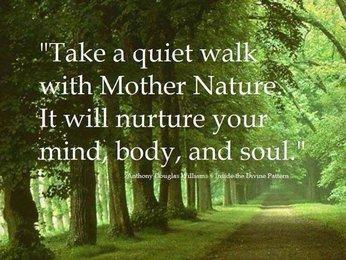 "Take a quiet walk
with Mother Nature.
It will nurture your
mind, body, and soul."
Anthony Douglas Williams - Inside the Divine Pattern